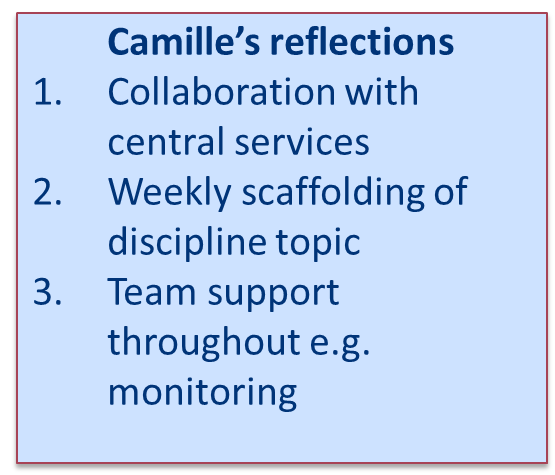 Camille’s reflections
1. Collaboration with
central services
2. Weekly scaffolding of
discipline topic
3. Team support
throughout e.g.
monitoring